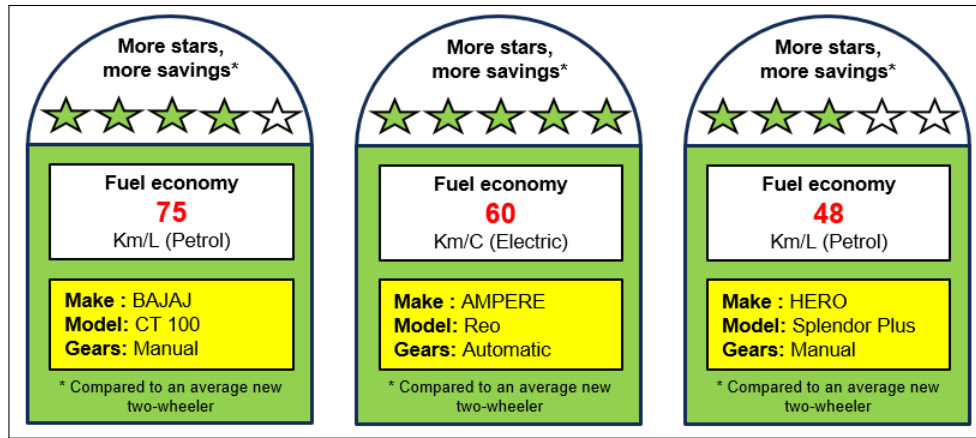 More stars,
more savings*
Fuel economy
75
Km/L (Petrol)
Make : BAJAJ
Model: CT 100
Gears: Manual
* Compared to an average new
two-wheeler
More stars,
more savings*
Fuel economy
60
Km/C (Electric)
Make : AMPERE
Model: Reo
Gears: Automatic
* Compared to an average new
two-wheeler
More stars,
more savings*
Fuel economy
48
Km/L (Petrol)
Make : HERO
Model: Splendor Plus
Gears: Manual
* Compared to an average new
two-wheeler